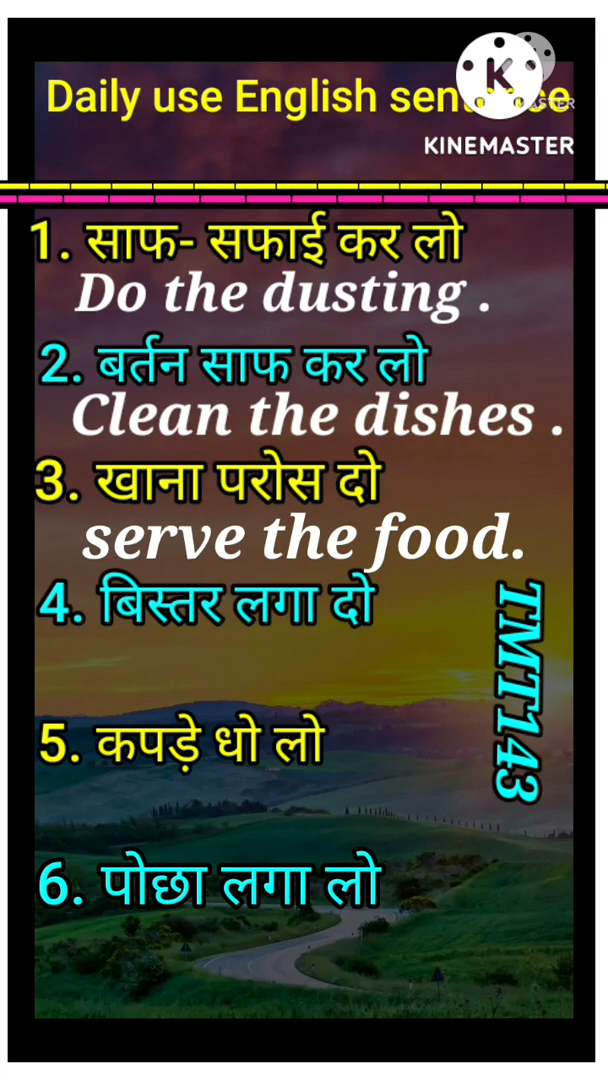 Daily use English sentence
KINEMASTER
1. साफ- सफाई कर लो
Do the dusting .
2. बर्तन साफ कर लो
Clean the dishes .
3. खाना परोस दो
serve the food.
4. बिस्तर लगा दो
TMT143
5. कपड़े धो लो
6. पोछा लगा लो